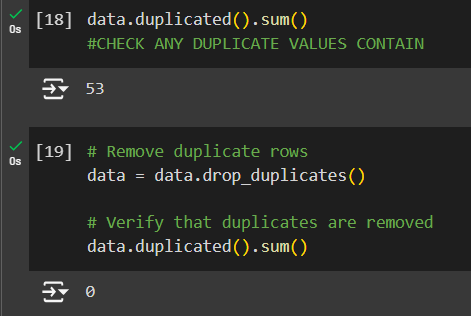 [18] data.duplicated().sum()
0s
#CHECK ANY DUPLICATE VALUES CONTAIN
53
[19] # Remove duplicate rows
0s
data = data.drop_duplicates()
# Verify that duplicates are removed
data.duplicated().sum()
0